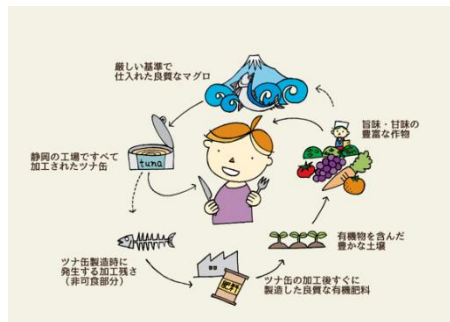 厳しい基準で
仕入れた良質なマグロ
静岡の工場ですべて
加工されたツナ缶
tuna
旨味・甘味の
豊富な作物
有機物を含んだ
豊かな土壌
ツナ缶製造時に
発生する加工残さ
（非可食部分）
肥料
ツナ缶の加工後すぐに
製造した良質な有機肥料